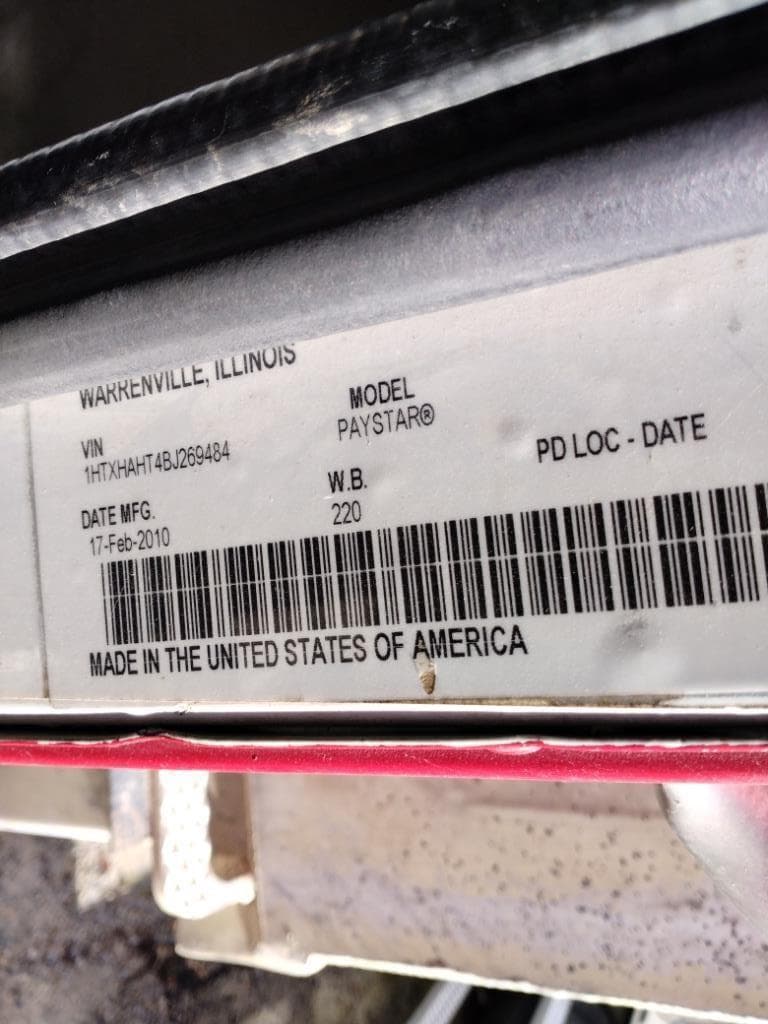 WARRENVILLE, ILLINOIS
VIN
1HTXHAHT4BJ269484
MODEL
PAYSTAR®
DATE MFG.
17-Feb-2010
W.B.
220
PD LOC - DATE
MADE IN THE UNITED STATES OF AMERICA